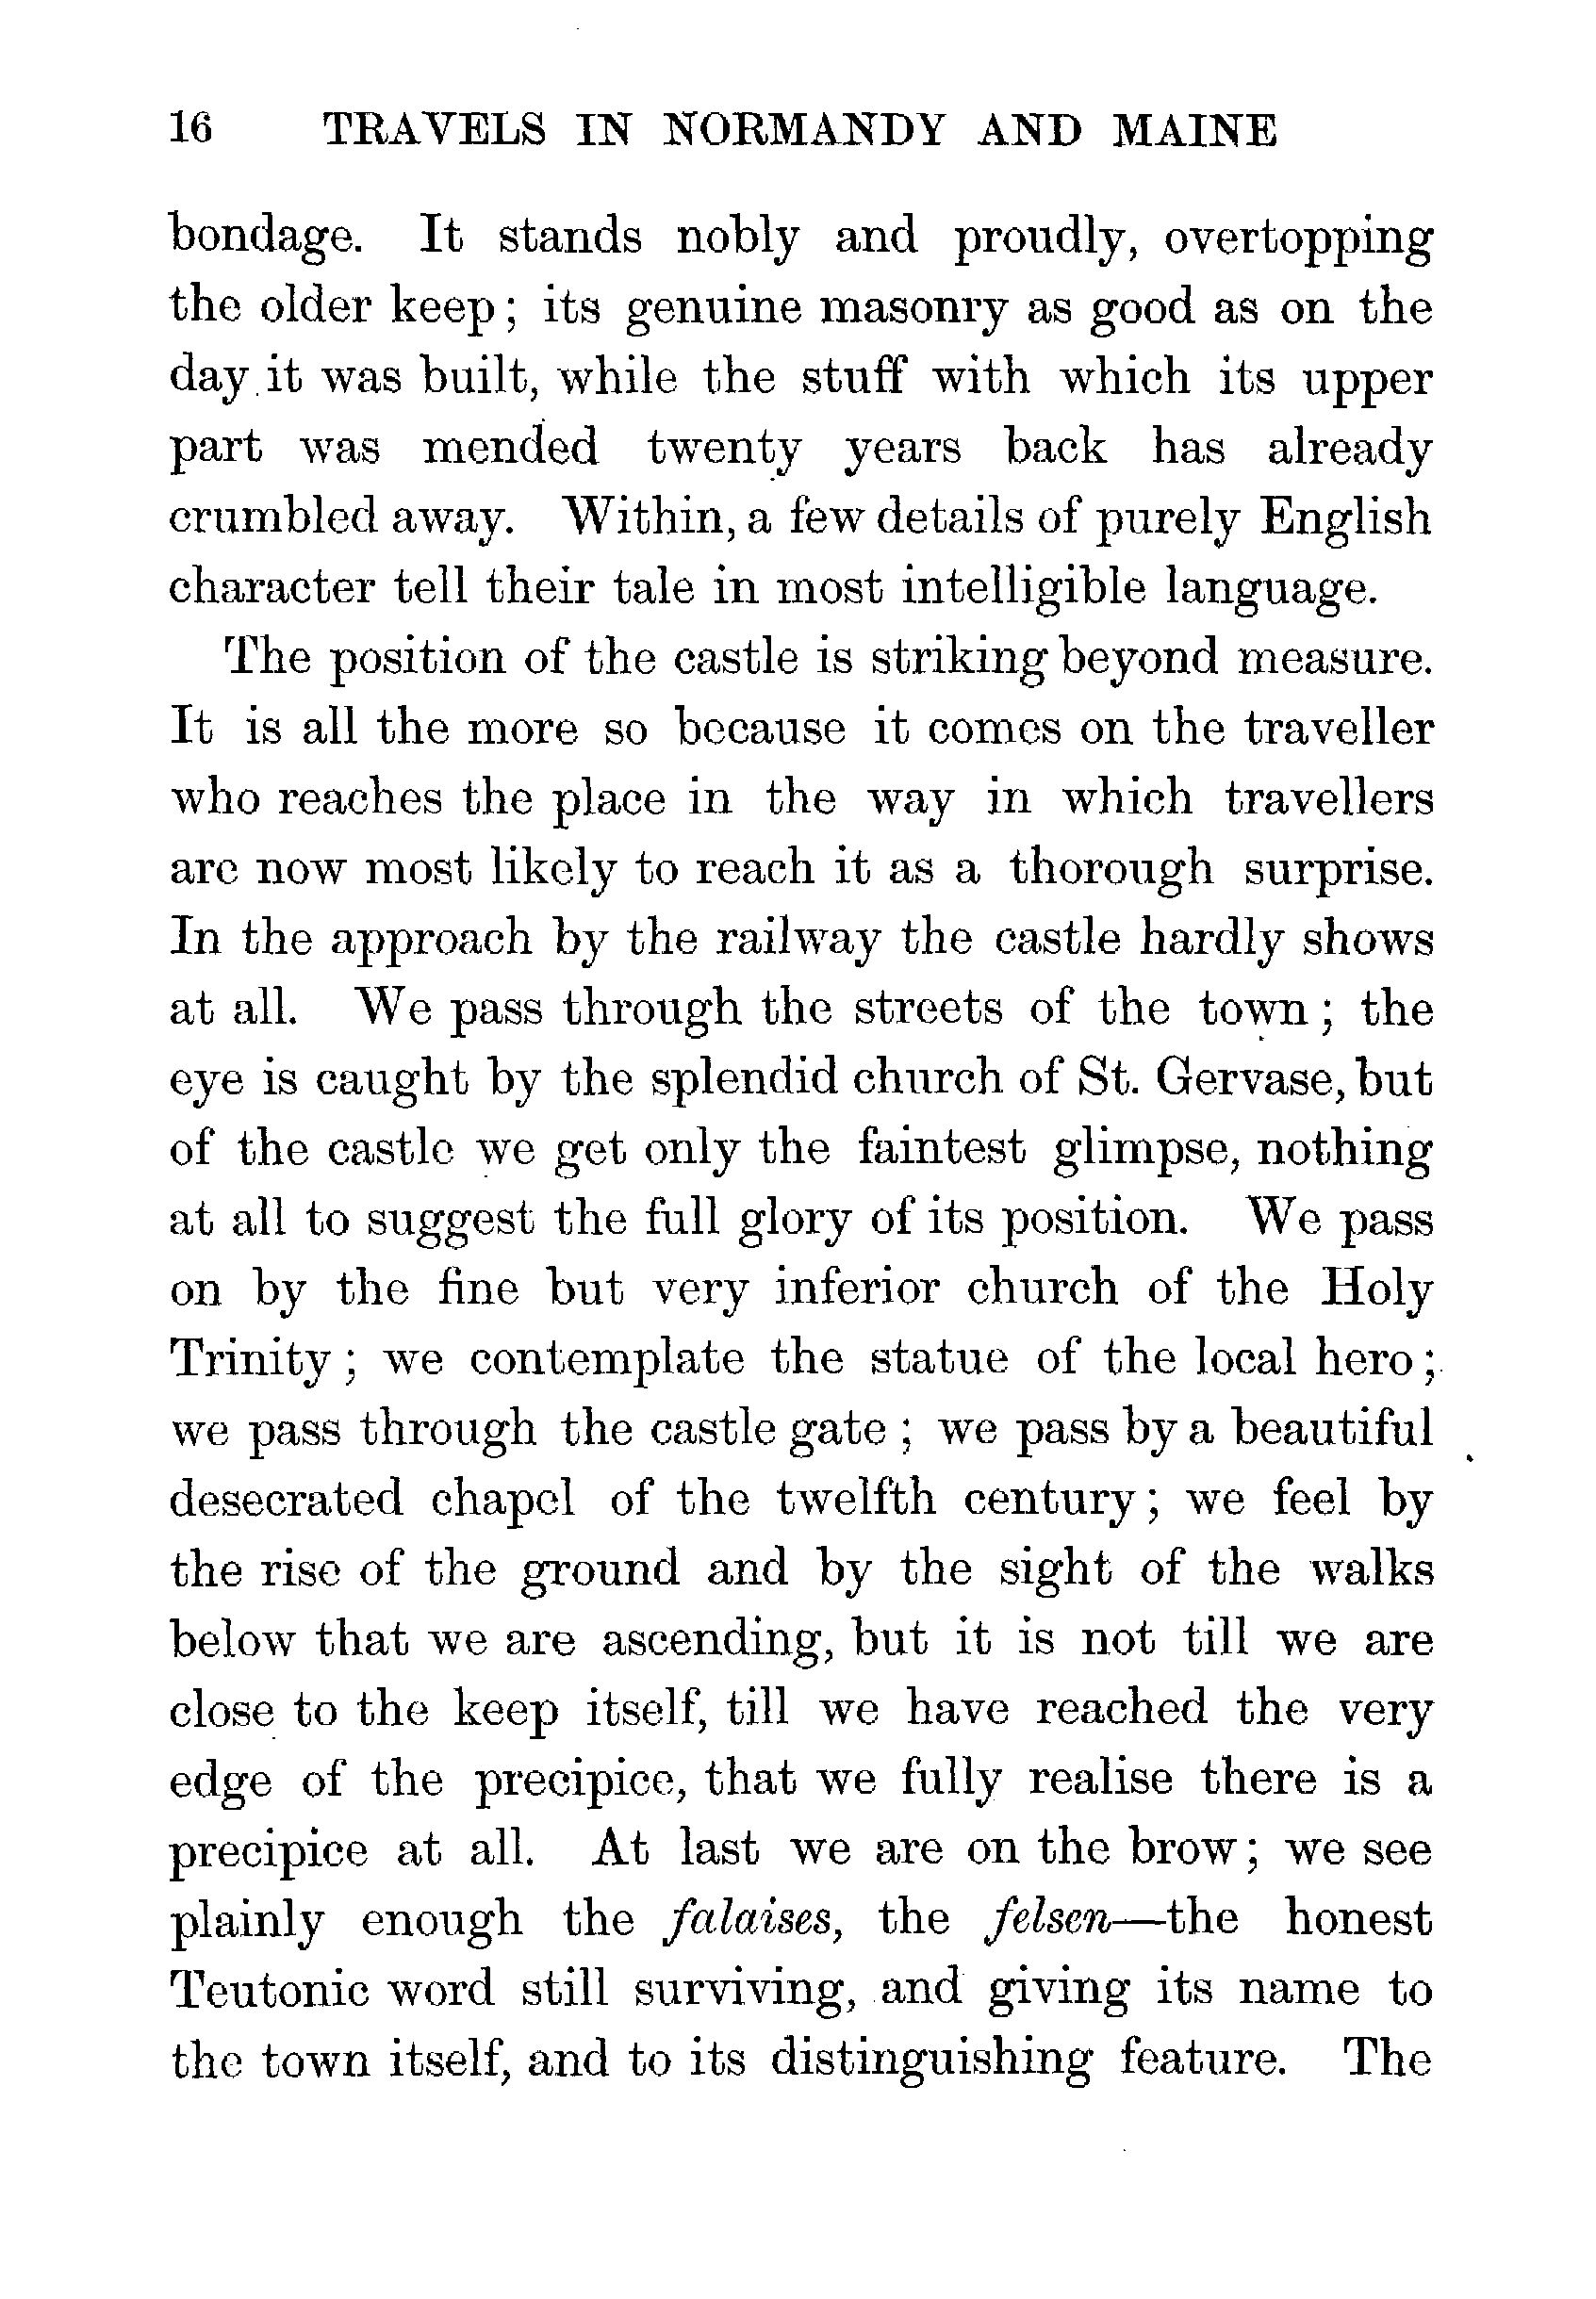 16 TRAVELS IN NORMANDY AND MAINE
bondage. It stands nobly and proudly, overtopping
the older keep; its genuine masonry as good as on the
day it was built, while the stuff with which its upper
part was mended twenty years back has already
crumbled away. Within, a few details of purely English
character tell their tale in most intelligible language.
The position of the castle is striking beyond measure.
It is all the more so because it comes on the traveller
who reaches the place in the way in which travellers
are now most likely to reach it as a thorough surprise.
In the approach by the railway the castle hardly shows
at all. We pass through the streets of the town; the
eye is caught by the splendid church of St. Gervase, but
of the castle we get only the faintest glimpse, nothing
at all to suggest the full glory of its position. We pass
on by the fine but very inferior church of the Holy
Trinity; we contemplate the statue of the local hero;
we pass through the castle gate; we pass by a beautiful
desecrated chapel of the twelfth century; we feel by
the rise of the ground and by the sight of the walks
below that we are ascending, but it is not till we are
close to the keep itself, till we have reached the very
edge of the precipice, that we fully realise there is a
precipice at all. At last we are on the brow; we see
plainly enough the falaises, the felsen—the honest
Teutonic word still surviving, and giving its name to
the town itself, and to its distinguishing feature. The